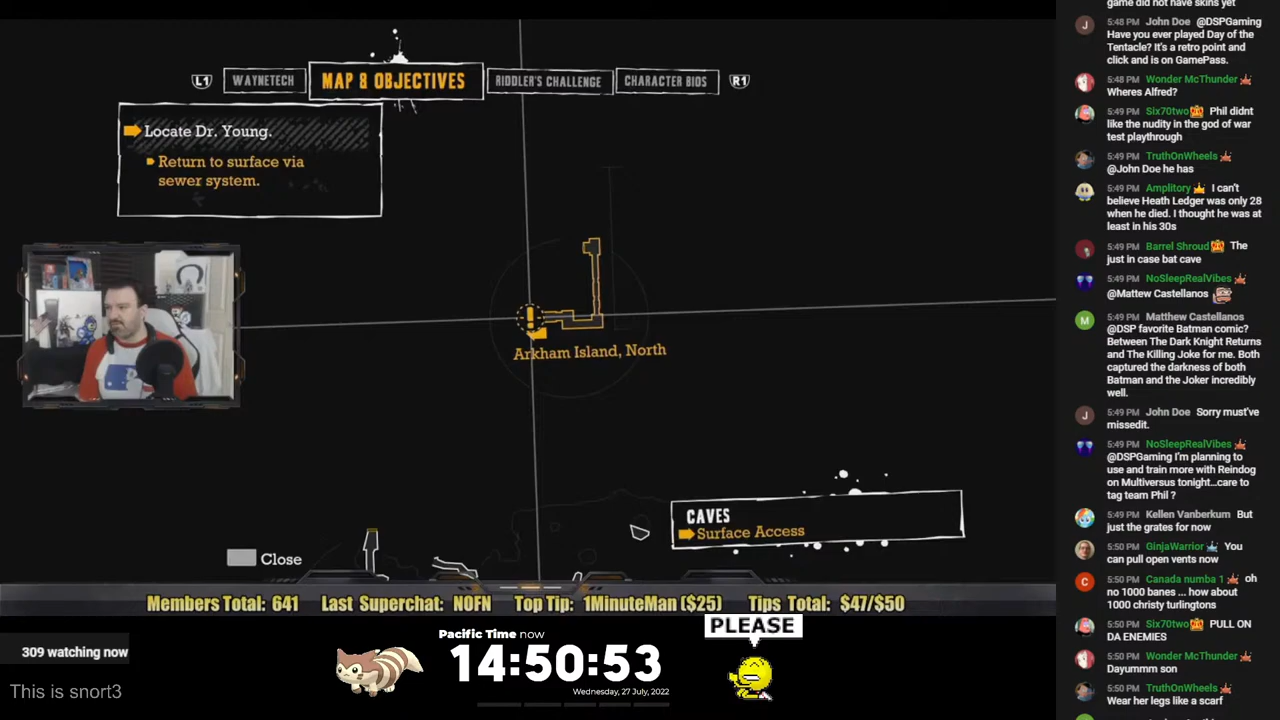 L1
WAYNETECH
MAP & OBJECTIVES
RIDDLER'S CHALLENGE
CHARACTER BIOS
R1
Locate Dr. Young.
Return to surface via
sewer system.
Arkham Island, North
CAVES
Surface Access
Close
Members Total: 641
Last Superchat: NOFN
Top Tip: 1MinuteMan ($25)
Tips Total: $47/$50
309 watching now
This is snort3
Pacific Time now
14:50:53
Wednesday, 27 July, 2022
PLEASE
game did not have skins yet
J
5:48 PM John Doe @DSPGaming
Have you ever played Day of the
Tentacle? It's a retro point and
click and is on GamePass.
5:48 PM Wonder McThunder
Wheres Alfred?
5:49 PM Six70two Phil didnt
like the nudity in the god of war
test playthrough
5:49 PM TruthOnWheels
@John Doe he has
5:49 PM Amplitory I can't
believe Heath Ledger was only 28
when he died. I thought he was at
least in his 30s
5:49 PM Barrel Shroud The
just in case bat cave
5:49 PM NoSleepRealVibes
@Mattew Castellanos
M
5:49 PM Matthew Castellanos
@DSP favorite Batman comic?
Between The Dark Knight Returns
and The Killing Joke for me. Both
captured the darkness of both
Batman and the Joker incredibly
well.
J
5:49 PM John Doe Sorry must've
missedit.
5:49 PM NoSleepRealVibes
@DSPGaming I'm planning to
use and train more with Reindog
on Multiversus tonight...care to
tag team Phil ?
5:49 PM Kellen Vanberkum But
just the grates for now
5:50 PM GinjaWarrior You
can pull open vents now
C
5:50 PM Canada numba 1 oh
no 1000 banes ... how about
1000 christy turlingtons
5:50 PM Six70two PULL ON
DA ENEMIES
5:50 PM Wonder McThunder
Dayummm son
5:50 PM TruthOnWheels
Wear her legs like a scarf